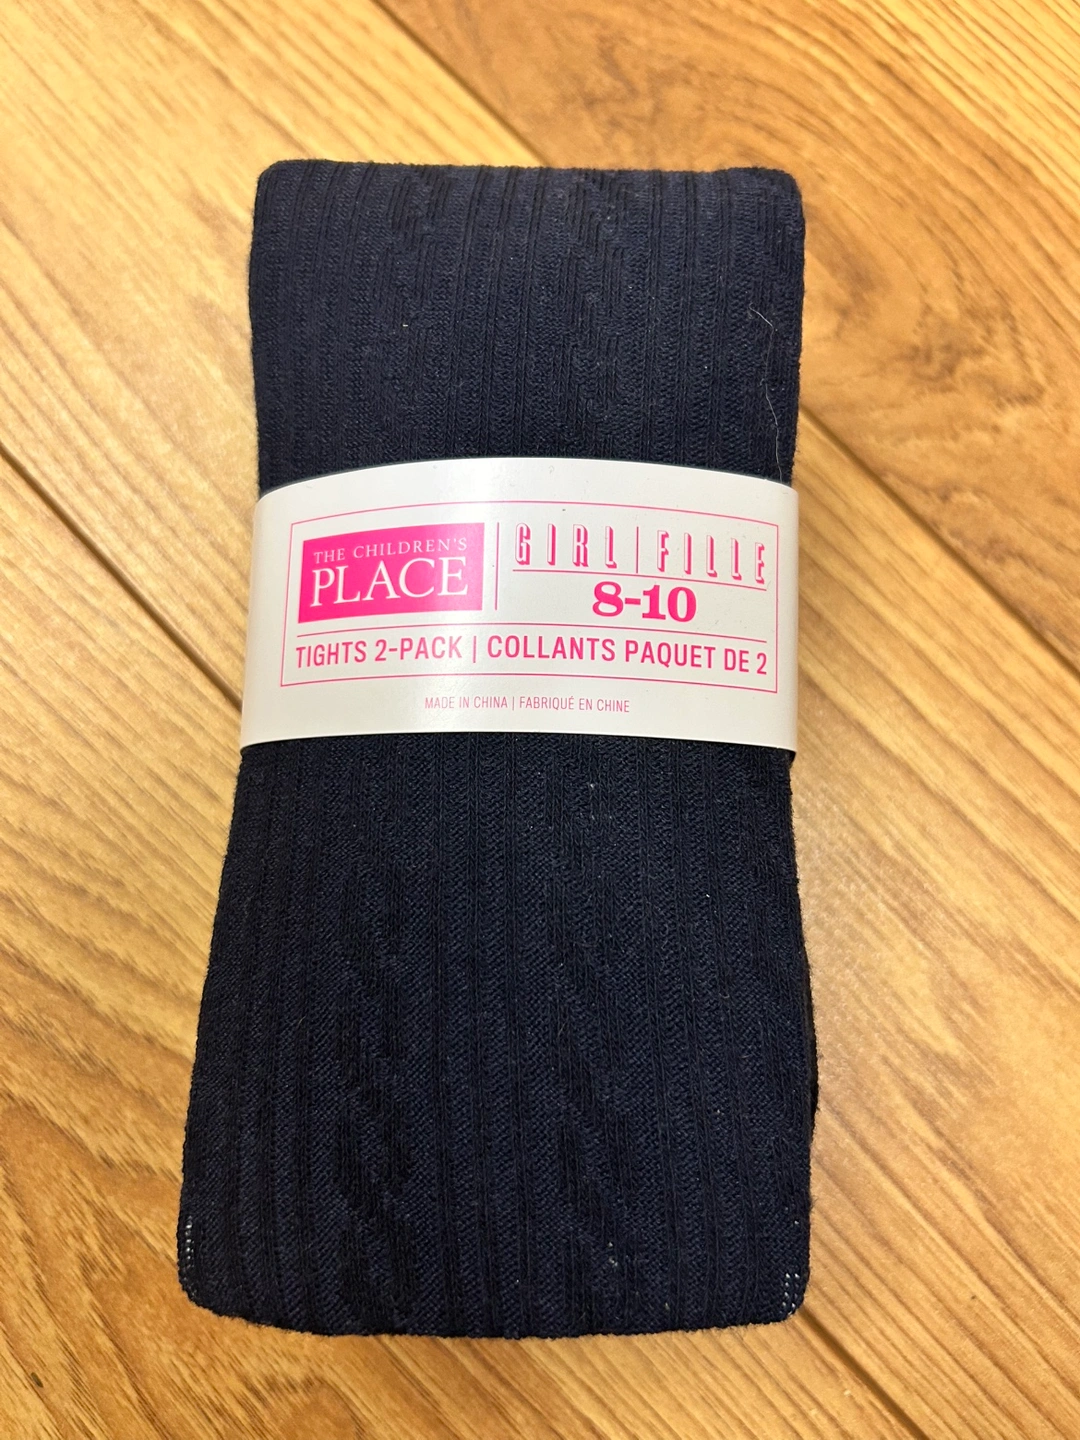 THE CHILDREN'S
PLACE
GIRL | FILLE
8-10
TIGHTS 2-PACK | COLLANTS PAQUET DE 2
MADE IN CHINA | FABRIQUÉ EN CHINE